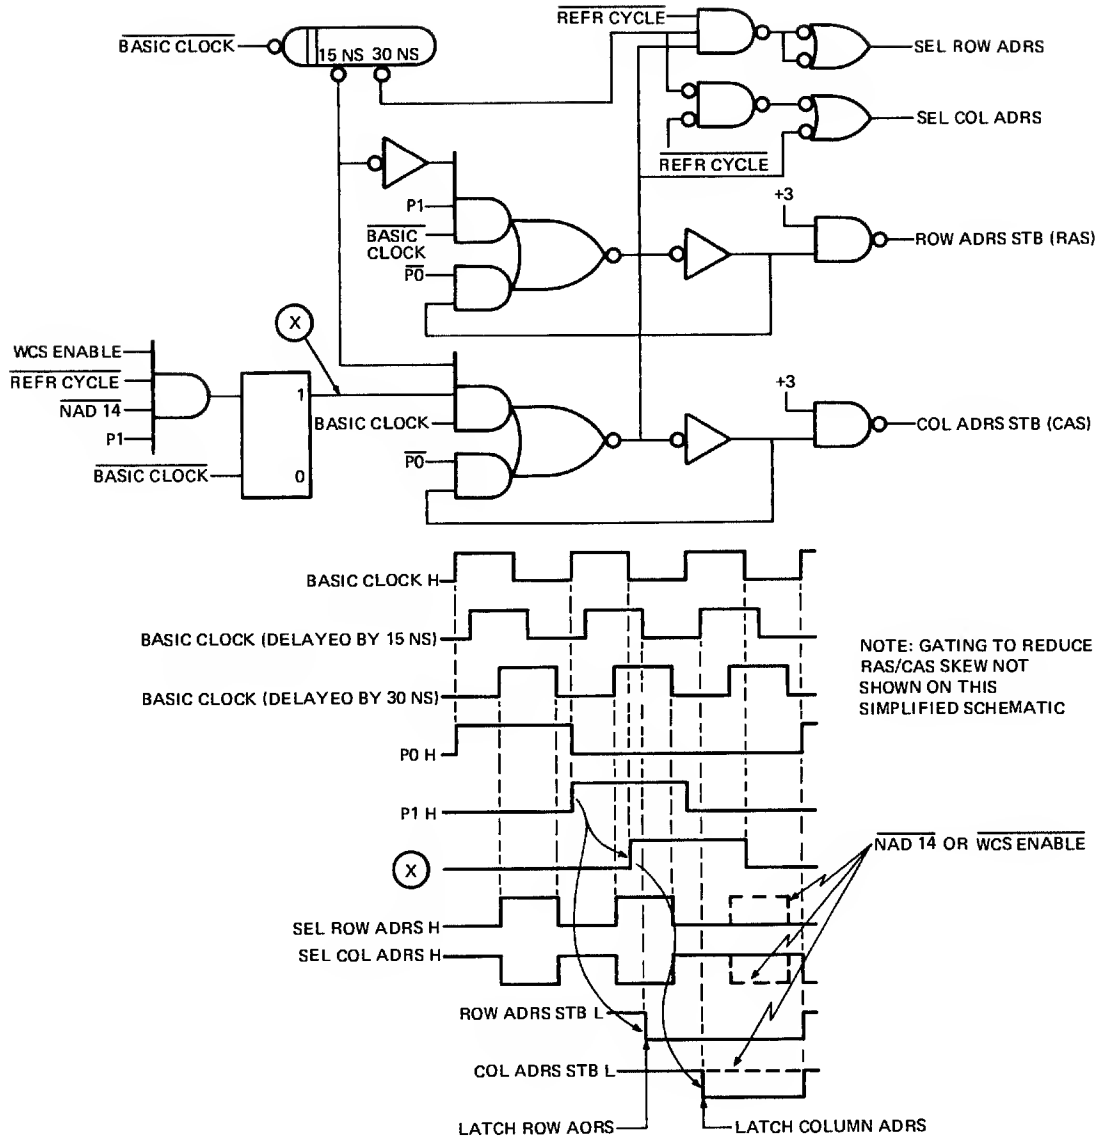 REFR CYCLE
BASIC CLOCK
15 NS 30 NS
SEL ROW ADRS
SEL COL ADRS
REFR CYCLE
P1
BASIC
CLOCK
P0
+3
ROW ADRS STB (RAS)
X
WCS ENABLE
REFR CYCLE
NAD 14
P1
BASIC CLOCK
1
0
BASIC CLOCK
P0
+3
COL ADRS STB (CAS)
BASIC CLOCK H
BASIC CLOCK (DELAYEO BY 15 NS)
BASIC CLOCK (DELAYED BY 30 NS)
NOTE: GATING TO REDUCE
RAS/CAS SKEW NOT
SHOWN ON THIS
SIMPLIFIED SCHEMATIC
P0 H
P1 H
X
NAD 14 OR WCS ENABLE
SEL ROW ADRS H
SEL COL ADRS H
ROW ADRS STB L
COL ADRS STB L
LATCH ROW AORS
LATCH COLUMN ADRS